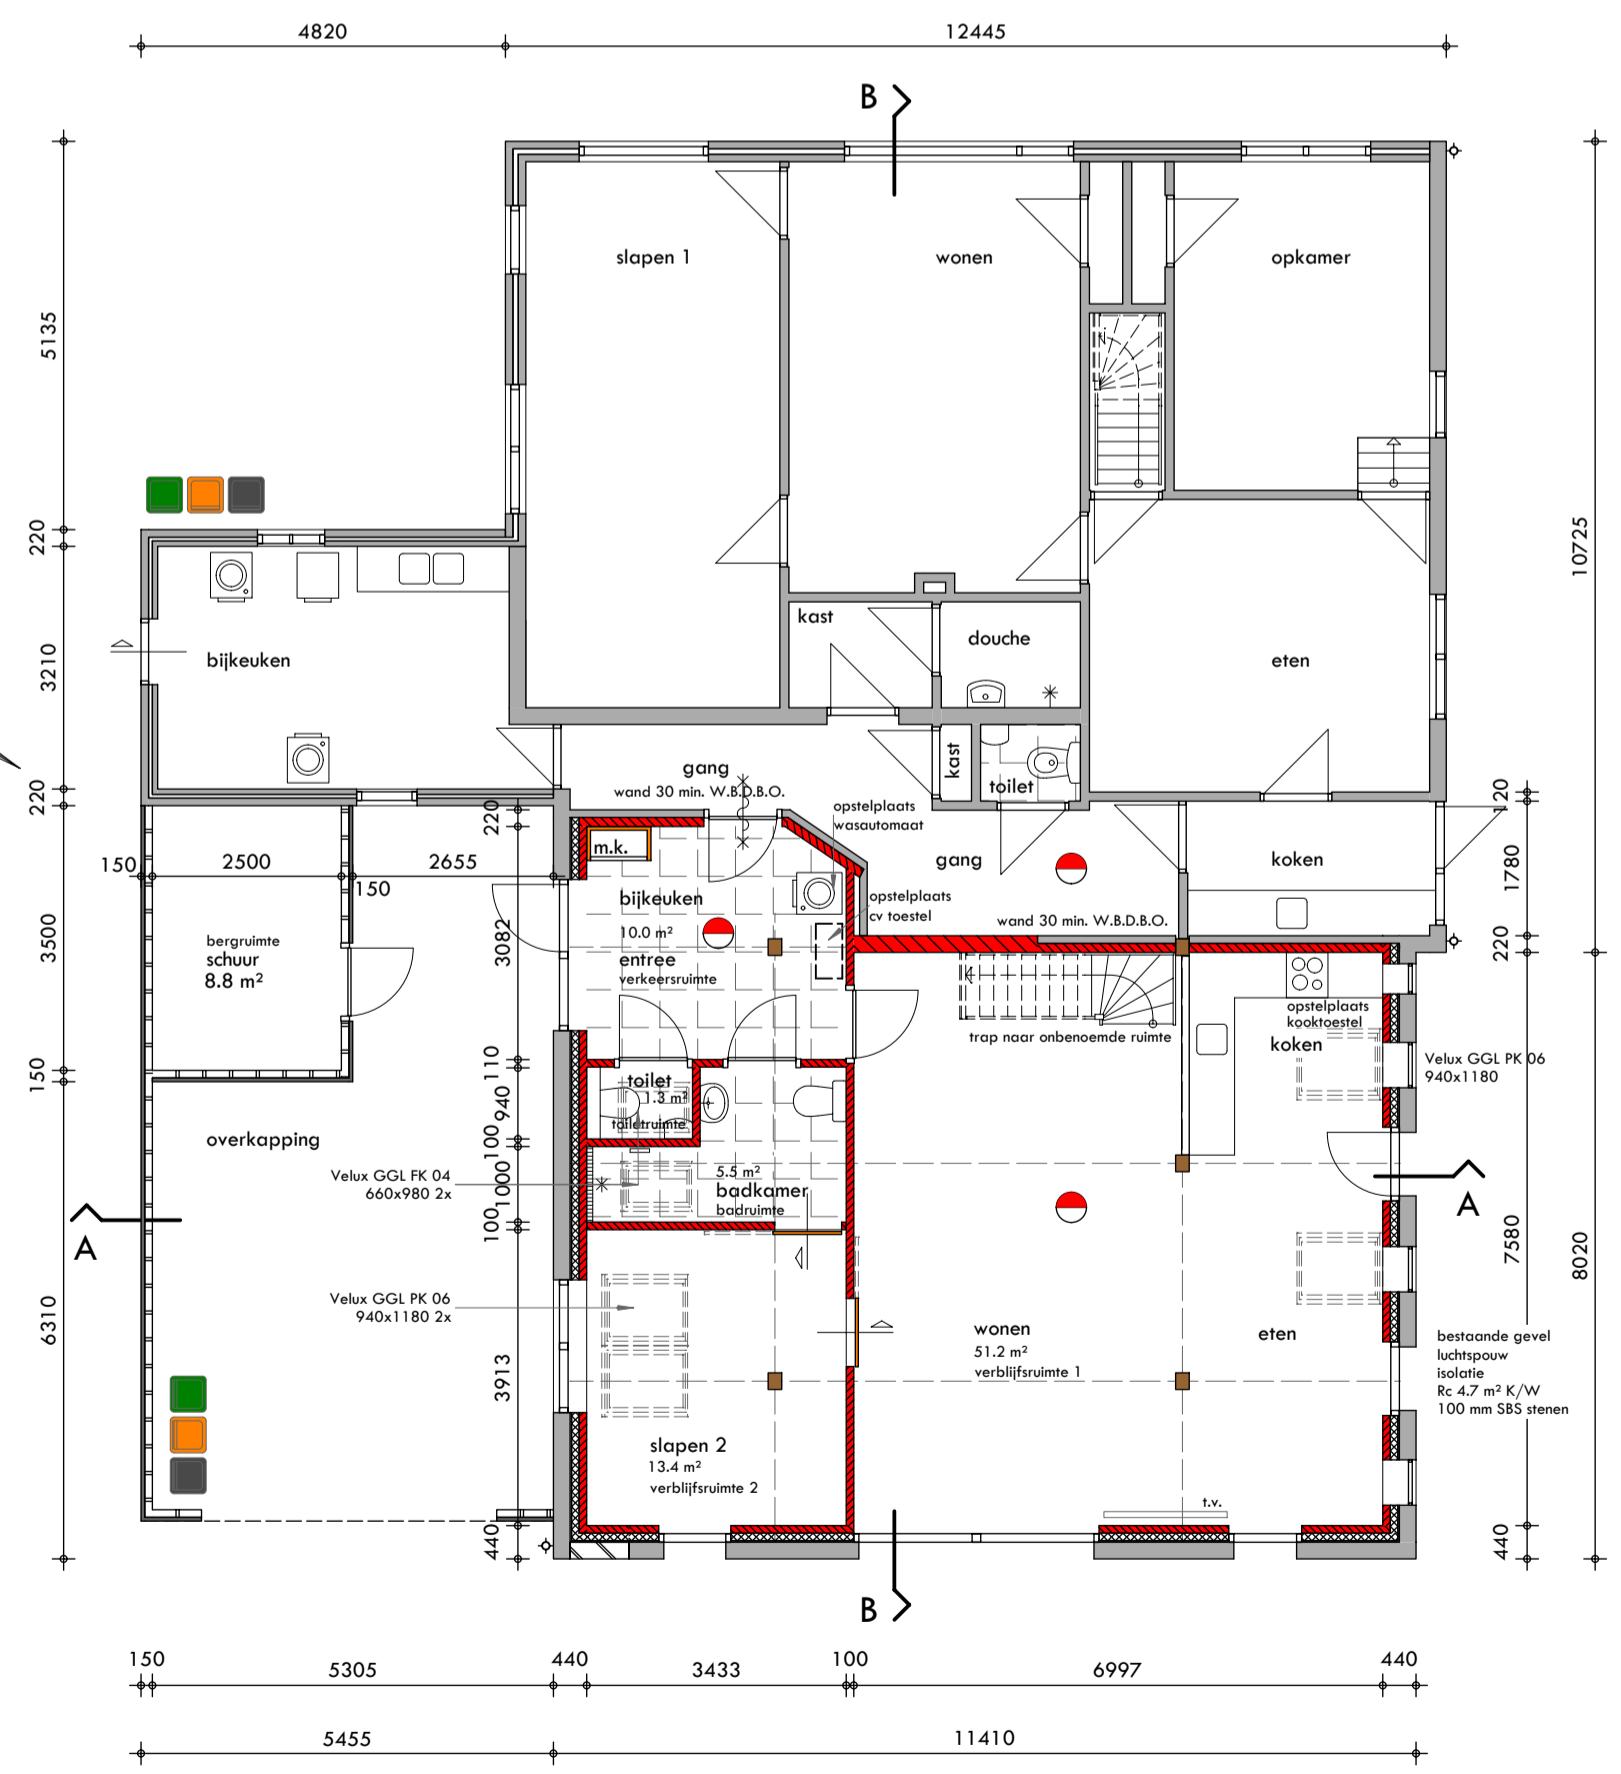 4820
12445
B
5135
220
3210
220
3500
150
6310
10725
8020
slapen 1
wonen
opkamer
bijkeuken
kast
douche
eten
gang
wand 30 min. W.B.D.B.O.
kast
toilet
opstelplaats
wasautomaat
gang
koken
120
1780
220
220
m.k.
150
2500
2655
150
bijkeuken
10.0 m²
entree
verkeersruimte
opstelplaats
cv toestel
wand 30 min. W.B.D.B.O.
bergruimte
schuur
8.8 m²
3082
trap naar onbenoemde ruimte
opstelplaats
kooktoestel
koken
Velux GGL PK 06
940x1180
110
940
100
1000
100
toilet
1.3 m²
toiletruimte
overkapping
Velux GGL FK 04
660x980 2x
5.5 m²
badkamer
badruimte
A
A
7580
Velux GGL PK 06
940x1180 2x
3913
wonen
51.2 m²
verblijfsruimte 1
eten
bestaande gevel
luchtspouw
isolatie
Rc 4.7 m² K/W
100 mm SBS stenen
slapen 2
13.4 m²
verblijfsruimte 2
t.v.
440
440
B
150
5305
440
3433
100
6997
440
5455
11410